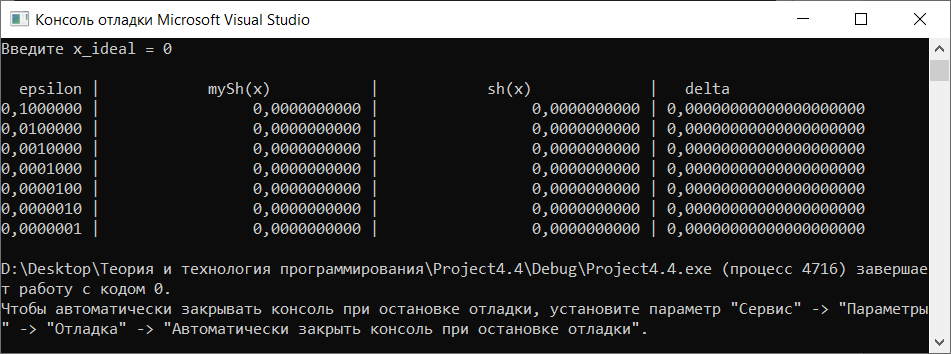 Консоль отладки Microsoft Visual Studio
Введите x_ideal = 0
epsilon | mySh(x) | sh(x) | delta
0,1000000 | 0,0000000000 | 0,0000000000 | 0,00000000000000000000
0,0100000 | 0,0000000000 | 0,0000000000 | 0,00000000000000000000
0,0010000 | 0,0000000000 | 0,0000000000 | 0,00000000000000000000
0,0001000 | 0,0000000000 | 0,0000000000 | 0,00000000000000000000
0,0000100 | 0,0000000000 | 0,0000000000 | 0,00000000000000000000
0,0000010 | 0,0000000000 | 0,0000000000 | 0,00000000000000000000
0,0000001 | 0,0000000000 | 0,0000000000 | 0,00000000000000000000
D:\Desktop\Теория и технология программирования\Project4.4\Debug\Project4.4.exe (процесс 4716) завершае
т работу с кодом 0.
Чтобы автоматически закрывать консоль при остановке отладки, установите параметр "Сервис" -> "Параметры
" -> "Отладка" -> "Автоматически закрыть консоль при остановке отладки".